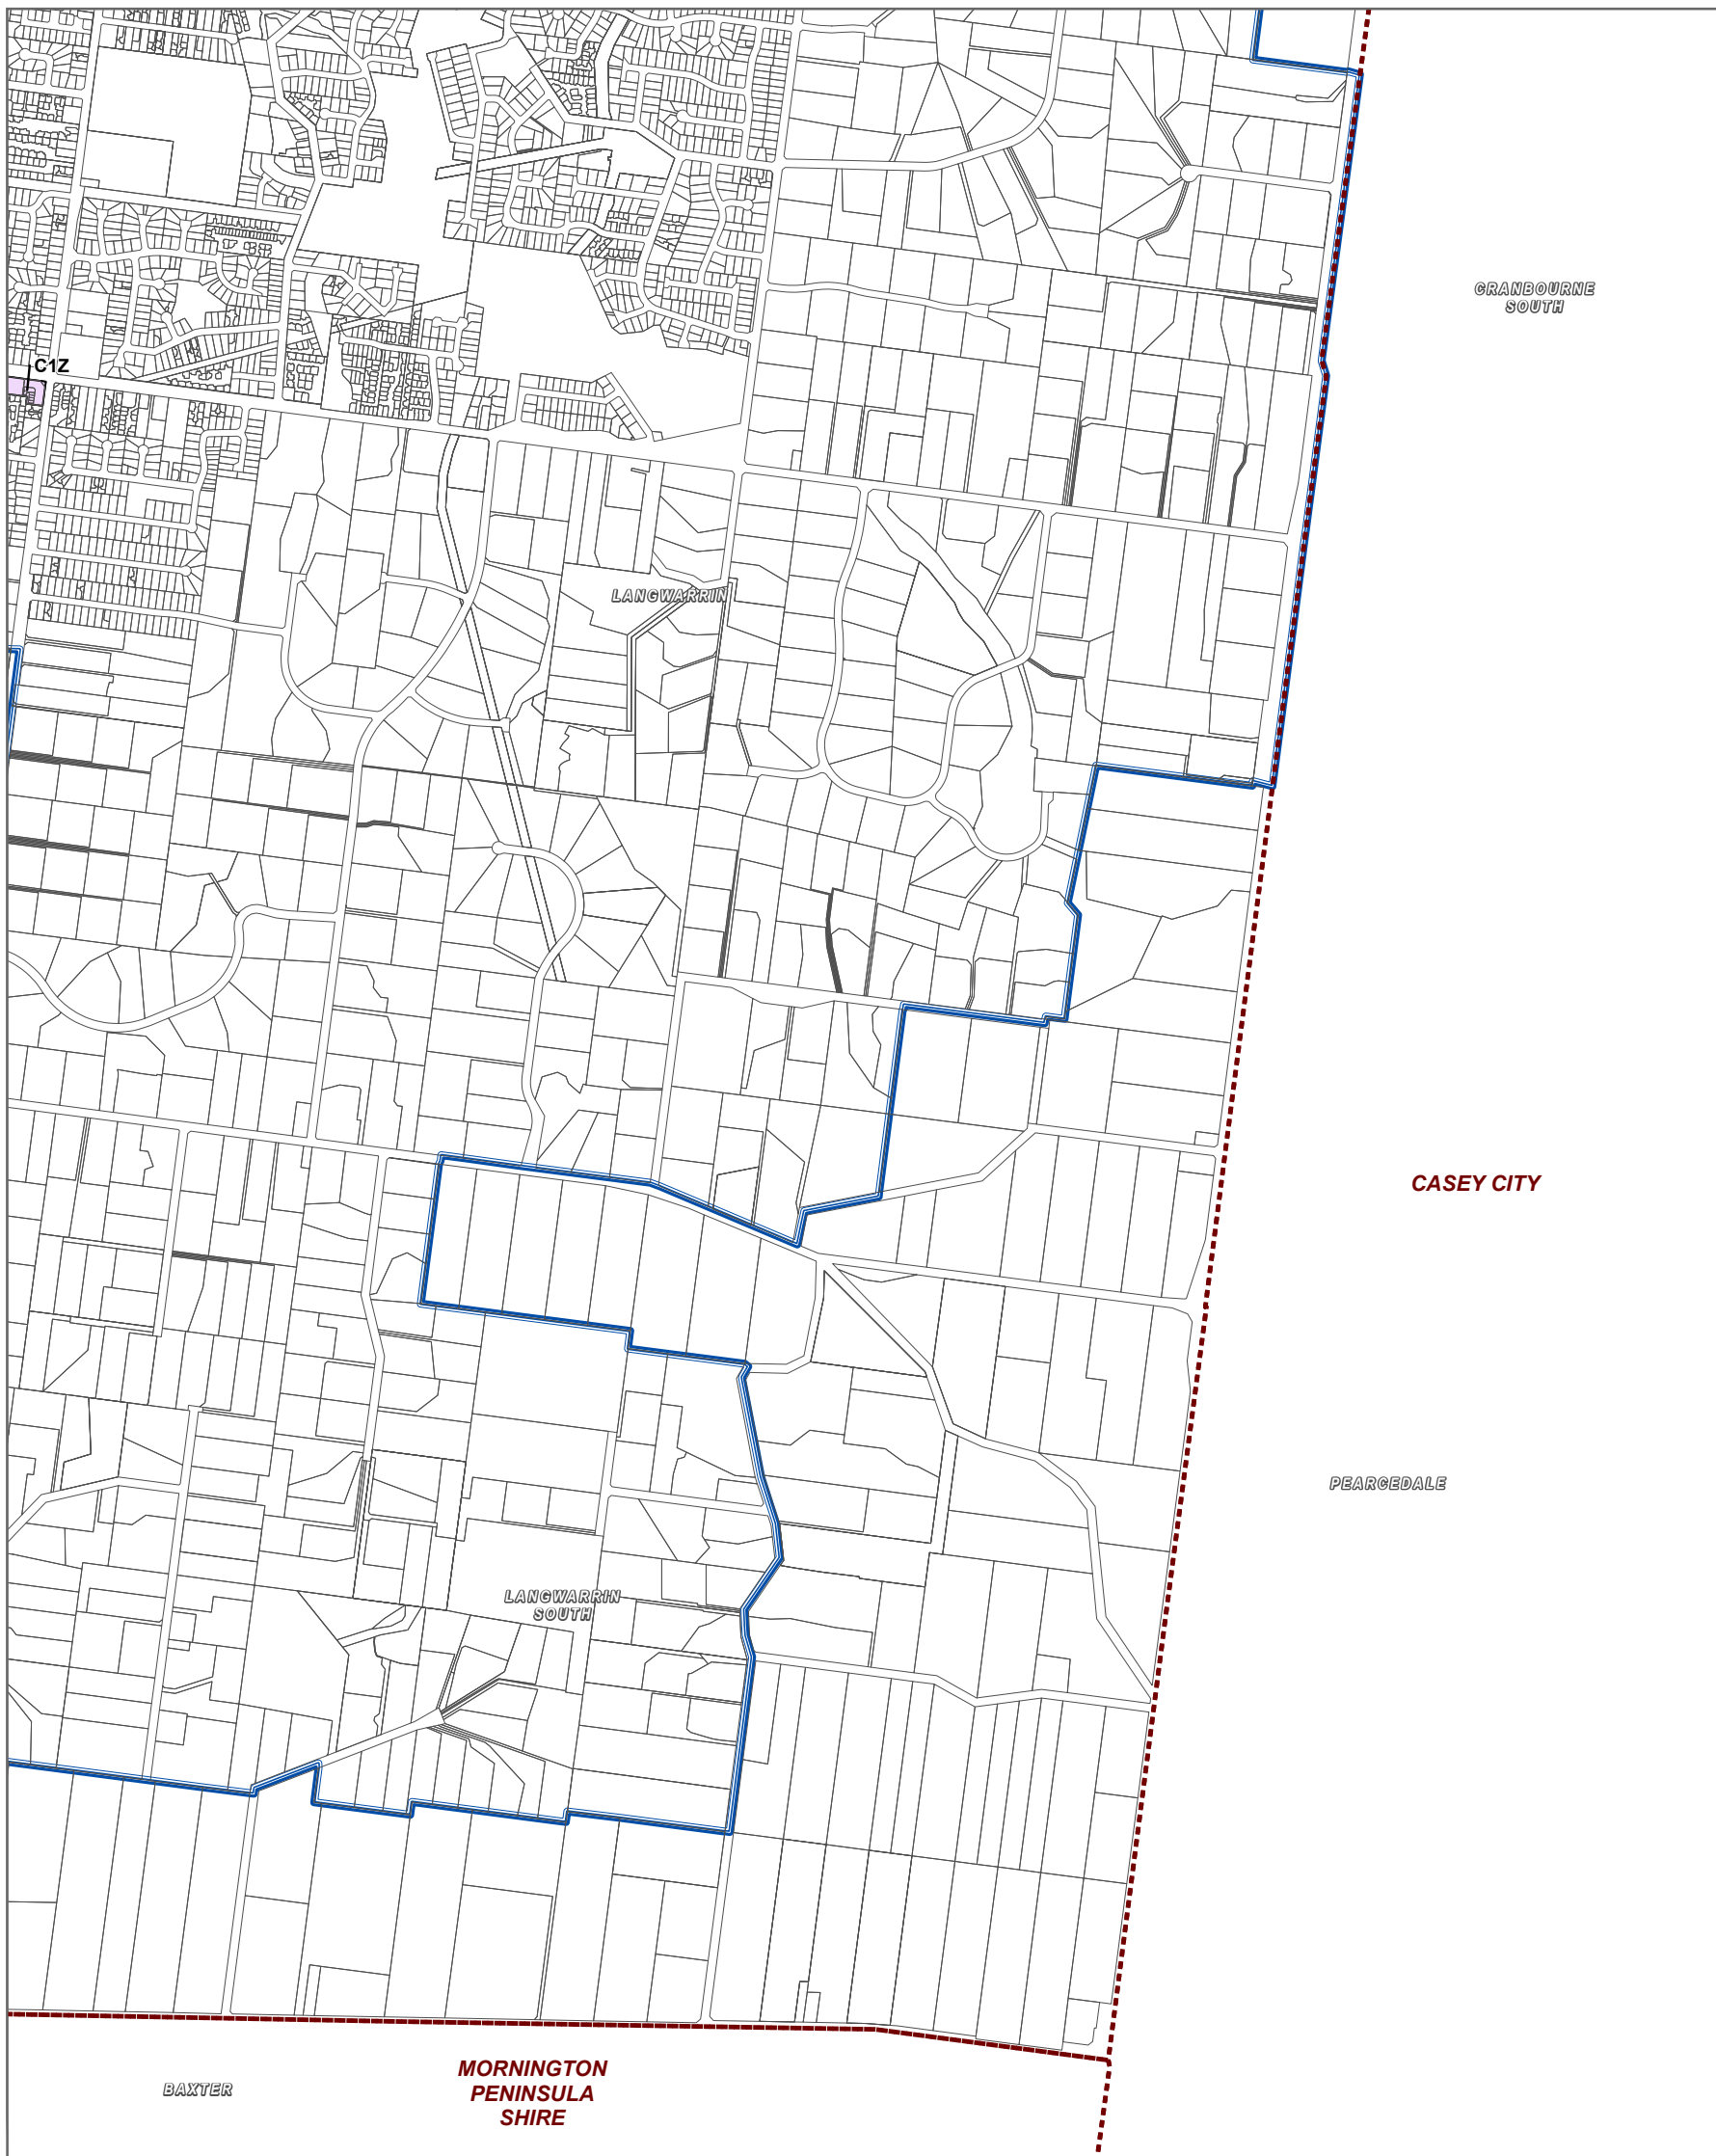 CRANBOURNE
SOUTH
C1Z
LANGWARRIN
CASEY CITY
PEARCEDALE
LANGWARRIN
SOUTH
MORNINGTON
PENINSULA
SHIRE
BAXTER